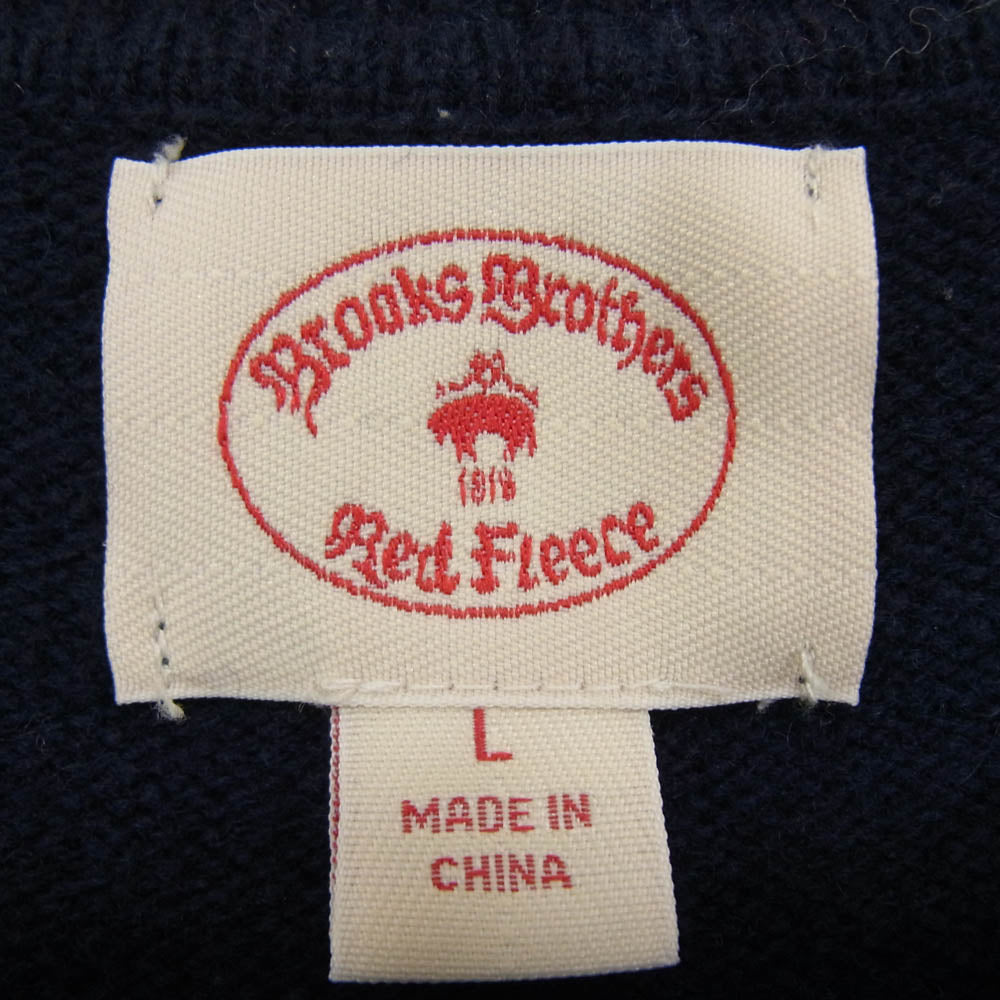 Brooks Brothers
1818
Red Fleece
L
MADE IN
CHINA